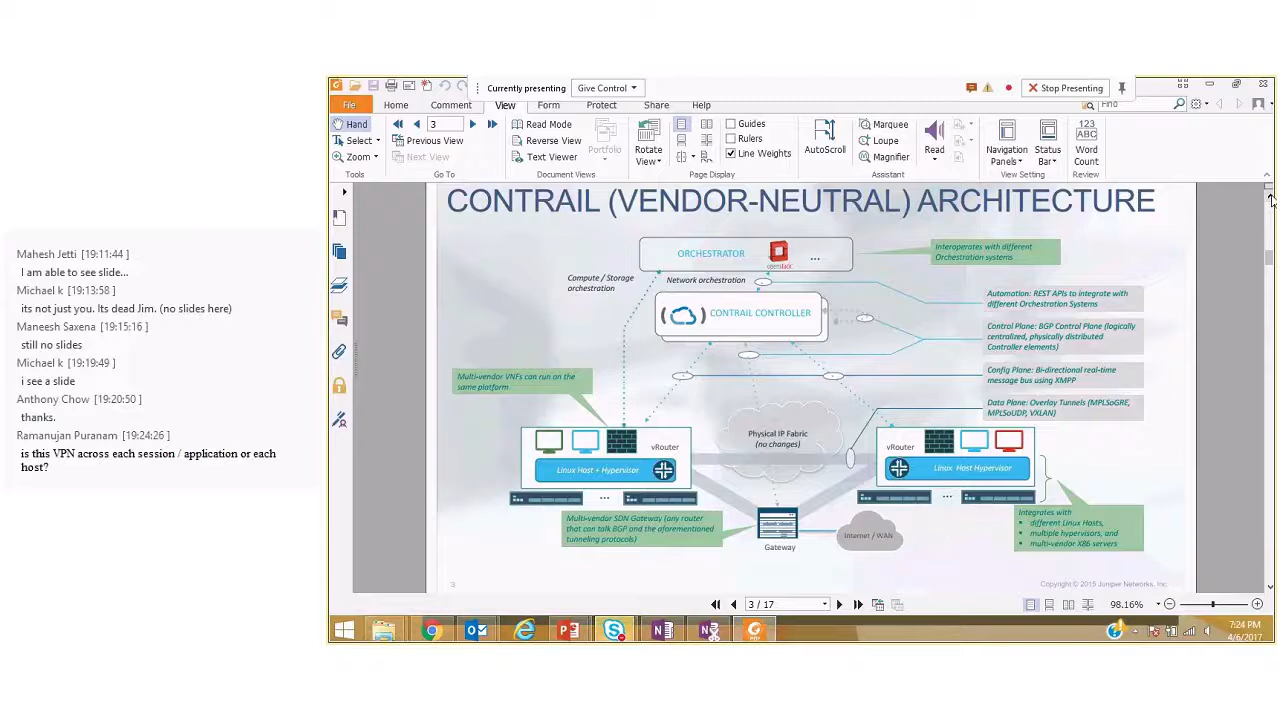 Mahesh Jetti [19:11:44]
I am able to see slide...
Michael k [19:13:58]
its not just you. Its dead Jim. (no slides here)
Maneesh Saxena [19:15:16]
still no slides
Michael k [19:19:49]
i see a slide
Anthony Chow [19:20:50]
thanks.
Ramanujan Puranam [19:24:26]
is this VPN across each session / application or each
host?
Currently presenting
Give Control
Stop Presenting
File
Home
Comment
View
Form
Protect
Share
Help
Find
Hand
Select
Zoom
Tools
3
Previous View
Next View
Go To
Read Mode
Reverse View
Text Viewer
Portfolio
Document Views
Rotate
View
Guides
Rulers
Line Weights
Page Display
AutoScroll
Marquee
Loupe
Magnifier
Assistant
Read
Navigation
Panels
Status
Bar
View Setting
123
ABC
Word
Count
Review
CONTRAIL (VENDOR-NEUTRAL) ARCHITECTURE
ORCHESTRATOR
openstack
...
Interoperates with different
Orchestration systems
Compute / Storage
orchestration
Network orchestration
CONTRAIL CONTROLLER
Automation: REST APIs to integrate with
different Orchestration Systems
Control Plane: BGP Control Plane (logically
centralized, physically distributed
Controller elements)
Config Plane: Bi-directional real-time
message bus using XMPP
Data Plane: Overlay Tunnels (MPLSoGRE,
MPLSoUDP, VXLAN)
Multi-vendor VNFs can run on the
same platform
Physical IP Fabric
(no changes)
vRouter
Linux Host + Hypervisor
...
vRouter
Linux Host Hypervisor
...
Multi-vendor SDN Gateway (any router
that can talk BGP and the aforementioned
tunneling protocols)
Gateway
Internet / WAN
Integrates with
▪ different Linux Hosts,
▪ multiple hypervisors, and
▪ multi-vendor X86 servers
3
Copyright © 2015 Juniper Networks, Inc.
3 / 17
98.16%
7:24 PM
4/6/2017